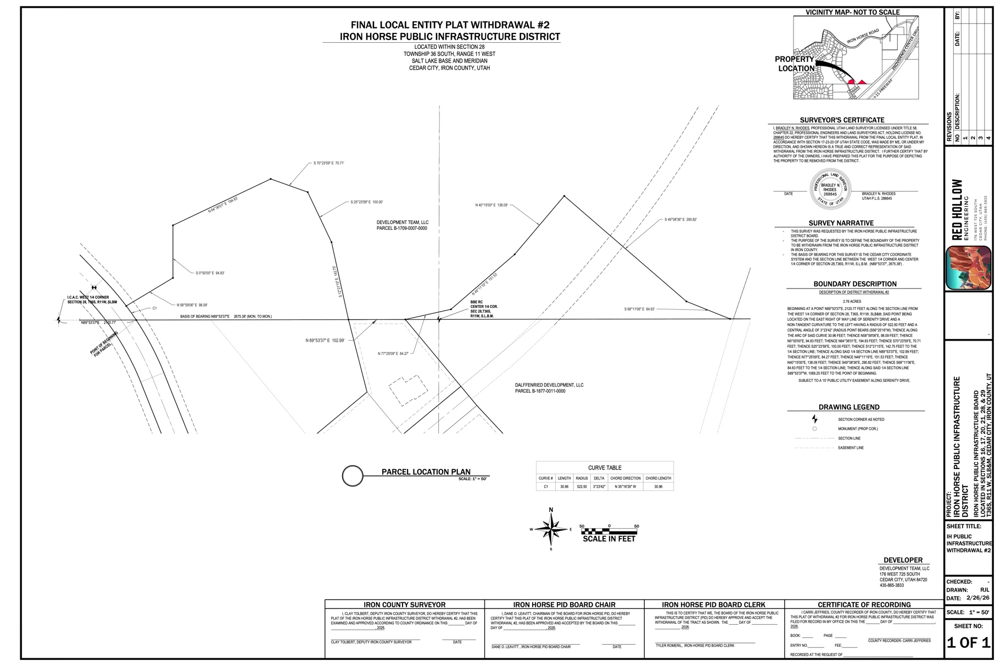 FINAL LOCAL ENTITY PLAT WITHDRAWAL #2
IRON HORSE PUBLIC INFRASTRUCTURE DISTRICT
LOCATED WITHIN SECTION 28
TOWNSHIP 36 SOUTH, RANGE 11 WEST
SALT LAKE BASE AND MERIDIAN
CEDAR CITY, IRON COUNTY, UTAH
VICINITY MAP- NOT TO SCALE
IRON HORSE ROAD
PROVIDENCE CENTER DRIVE
I-15 FREEWAY
PROPERTY
LOCATION
SURVEYOR'S CERTIFICATE
I, BRADLEY N. RHODES, PROFESSIONAL UTAH LAND SURVEYOR LICENSED UNDER TITLE 58,
CHAPTER 22, PROFESSIONAL ENGINEERS AND LAND SURVEYORS ACT, HOLDING LICENSE NO.
288645 DO HEREBY CERTIFY THAT THIS WITHDRAWAL FROM THE FINAL LOCAL ENTITY PLAT, IN
ACCORDANCE WITH SECTION 17-23-20 OF UTAH STATE CODE, WAS MADE BY ME, OR UNDER MY
DIRECTION, AND SHOWN HEREON IS A TRUE AND CORRECT REPRESENTATION OF SAID
WITHDRAWAL FROM THE IRON HORSE INFRASTRUCTURE DISTRICT. I FURTHER CERTIFY THAT BY
AUTHORITY OF THE OWNERS, I HAVE PREPARED THIS PLAT FOR THE PURPOSE OF DEPICTING
THE PROPERTY TO BE REMOVED FROM THE DISTRICT.
PROFESSIONAL LAND SURVEYOR
BRADLEY N.
RHODES
288645
STATE OF UTAH
DATE
BRADLEY N. RHODES
UTAH P.L.S. 288645
SURVEY NARRATIVE
- THIS SURVEY WAS REQUESTED BY THE IRON HORSE PUBLIC INFRASTRUCTURE
DISTRICT BOARD.
- THE PURPOSE OF THE SURVEY IS TO DEFINE THE BOUNDARY OF THE PROPERTY
TO BE WITHDRAWN FROM THE IRON HORSE PUBLIC INFRASTRUCTURE DISTRICT
IN IRON COUNTY.
- THE BASIS OF BEARING FOR THIS SURVEY IS THE CEDAR CITY COORDINATE
SYSTEM AND THE SECTION LINE BETWEEN THE WEST 1/4 CORNER AND CENTER
1/4 CORNER OF SECTION 28,T36S, R11W, S.L.B.M. (N89°53'37", 2675.38') .
BOUNDARY DESCRIPTION
DESCRIPTION OF DISTRICT WITHDRAWAL #2
2.76 ACRES
BEGINNING AT A POINT N89°53'37"E, 2120.77 FEET ALONG THE SECTION LINE FROM
THE WEST 1/4 CORNER OF SECTION 28, T36S, R11W, SLB&M, SAID POINT BEING
LOCATED ON THE EAST RIGHT OF WAY LINE OF SERENITY DRIVE AND A
NON-TANGENT CURVATURE TO THE LEFT HAVING A RADIUS OF 522.50 FEET AND A
CENTRAL ANGLE OF 3°23'42" (RADIUS POINT BEARS (S56°25'16"W); THENCE ALONG
THE ARC OF SAID CURVE 30.96 FEET; THENCE N58°59'06"E, 98.09 FEET; THENCE
N0°00'00"E, 94.83 FEET; THENCE N64°36'01"E, 194.83 FEET; THENCE S70°23'59"E, 70.71
FEET; THENCE S25°23'59"E, 100.00 FEET; THENCE S12°21'15"E, 142.75 FEET TO THE
1/4 SECTION LINE; THENCE ALONG SAID 1/4 SECTION LINE N89°53'37"E, 102.99 FEET;
THENCE N77°25'09"E, 84.27 FEET; THENCE N49°11'19"E, 151.53 FEET; THENCE
N40°15'00"E, 138.09 FEET; THENCE S49°08'36"E, 290.82 FEET; THENCE S68°11'06"E,
84.63 FEET TO THE 1/4 SECTION LINE; THENCE ALONG SAID 1/4 SECTION LINE
S89°53'37"W, 1069.25 FEET TO THE POINT OF BEGINNING.
SUBJECT TO A 15' PUBLIC UTILITY EASEMENT ALONG SERENITY DRIVE.
DRAWING LEGEND
SECTION CORNER AS NOTED
MONUMENT (PROP COR.)
SECTION LINE
EASEMENT LINE
S 70°23'59" E 70.71'
N 64°36'01" E 194.83'
S 25°23'59" E 100.00'
DEVELOPMENT TEAM, LLC
PARCEL B-1709-0007-0000
N 40°15'00" E 138.09'
S 49°08'36" E 290.82'
S 0°00'00" E 94.83'
S 12°21'15" E 142.75'
N 49°11'19" E 151.53'
I.C.A.C. WEST 1/4 CORNER
SECTION 28, T36S, R11W, SLBM
N 58°59'06" E 98.09'
C1
BBE RC
CENTER 1/4 COR.
SEC 28,T36S,
R11W, S.L.B.M.
S 68°11'06" E 84.63'
BASIS OF BEARING N89°53'37"E 2675.38' (MON. TO MON.)
N89°53'37"E 2120.77'
POINT OF BEGINNING
FOR PARCEL
N 89°53'37" E 102.99'
N 77°25'09" E 84.27'
DALFFENRIED DEVELOPMENT, LLC
PARCEL B-1877-0011-0000
PARCEL LOCATION PLAN
SCALE: 1" = 50'
CURVE TABLE
CURVE # LENGTH RADIUS DELTA CHORD DIRECTION CHORD LENGTH
C1 30.96 522.50 3°23'42" N 35°16'35" W 30.96
N
W E
S
50 0 50
SCALE IN FEET
DEVELOPER
DEVELOPMENT TEAM, LLC
176 WEST 725 SOUTH
CEDAR CITY, UTAH 84720
435-865-3833
IRON COUNTY SURVEYOR
I, CLAY TOLBERT, DEPUTY IRON COUNTY SURVEYOR, DO HEREBY CERTIFY THAT THIS
PLAT OF THE IRON HORSE PUBLIC INFRASTRUCTURE DISTRICT WITHDRAWAL #2, HAS BEEN
EXAMINED AND APPROVED ACCORDING TO COUNTY ORDINANCE ON THIS ________ DAY OF
______________________, 2026.
CLAY TOLBERT, DEPUTY IRON COUNTY SURVEYOR DATE
IRON HORSE PID BOARD CHAIR
I, DANE O. LEAVITT, CHAIRMAN OF THE BOARD FOR IRON HORSE PID, DO HEREBY
CERTIFY THAT THIS PLAT OF THE IRON HORSE PUBLIC INFRASTRUCTURE DISTRICT
WITHDRAWAL #2, HAS BEEN APPROVED AND ACCEPTED BY THE BOARD ON THIS ________
DAY OF ______________________, 2026.
DANE O. LEAVITT , IRON HORSE PID BOARD CHAIR DATE
IRON HORSE PID BOARD CLERK
THIS IS TO CERTIFY THAT WE, THE BOARD OF THE IRON HORSE PUBLIC
INFRASTRUCTURE DISTRICT (PID) DO HEREBY APPROVE AND ACCEPT THE
WITHDRAWAL OF THE TRACT AS SHOWN. THE _____ DAY OF ____________
____________ ,2026.
TYLER ROMERIL, IRON HORSE PID BOARD CLERK
CERTIFICATE OF RECORDING
I CARRI JEFFRIES, COUNTY RECORDER OF IRON COUNTY, DO HEREBY CERTIFY THAT
THIS PLAT OF WITHDRAWAL #2 FOR IRON HORSE PUBLIC INFRASTRUCTURE DISTRICT WAS
FILED FOR RECORD IN MY OFFICE ON THIS THE _______ DAY OF ____________________,
2026.
BOOK: _____ PAGE _____
COUNTY RECORDER- CARRI JEFFERIES
ENTRY NO.________ FEE:_______
RECORDED AT THE REQUEST OF ______________________
REVISIONS
NO DESCRIPTION: DATE: BY:
1
2
3
4
RED HOLLOW
ENGINEERING
176 WEST 725 SOUTH
CEDAR CITY, UTAH
PHONE: (435) 865-3833
PROJECT:
IRON HORSE PUBLIC INFRASTRUCTURE
DISTRICT
IRON HORSE PUBLIC INFRASTRUCTURE BOARD
LOCATED IN SECTIONS 16, 17, 20, 21, 28, & 29
T36S, R11 W, SLB&M, CEDAR CITY, IRON COUNTY, UT
SHEET TITLE:
IH PUBLIC
INFRASTRUCTURE
WITHDRAWAL #2
CHECKED: -
DRAWN: RJL
DATE: 2/26/26
SCALE: 1" = 50'
SHEET NO:
1 OF 1